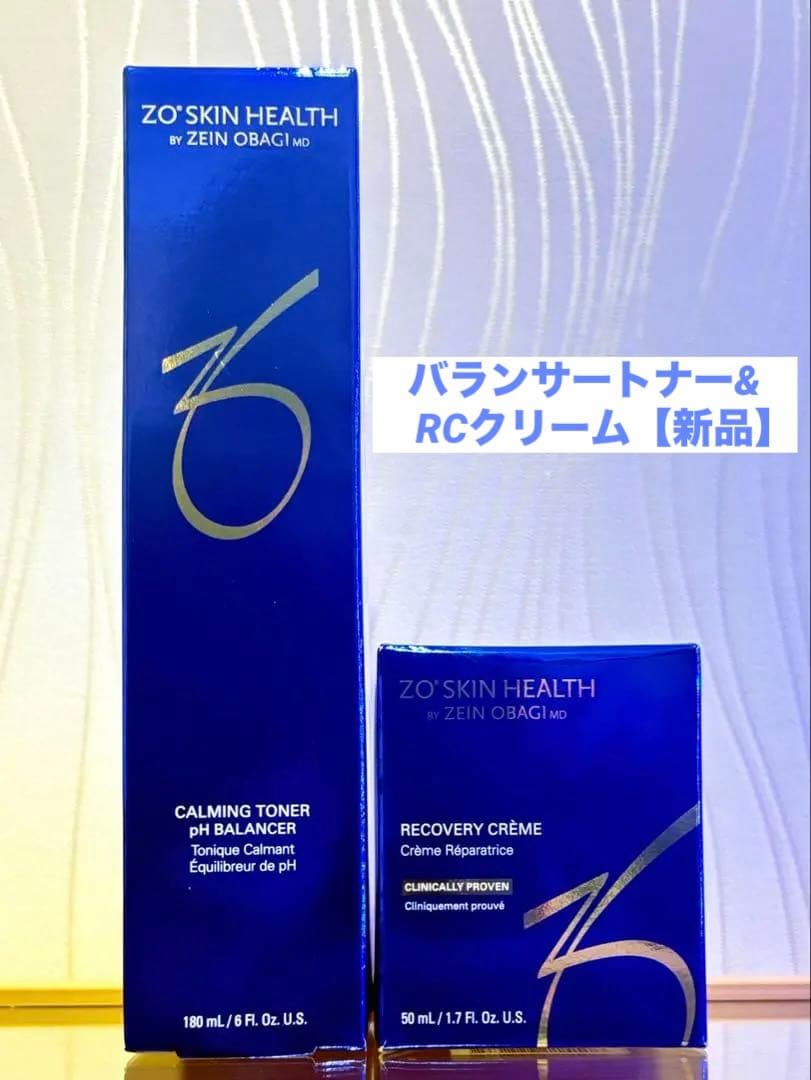 ZO® SKIN HEALTH
BY ZEIN OBAGI MD
バランサートナー&
RCクリーム【新品】
CALMING TONER
pH BALANCER
Tonique Calmant
Équilibreur de pH
180 mL / 6 Fl. Oz. U.S.
ZO® SKIN HEALTH
BY ZEIN OBAGI MD
RECOVERY CRÈME
Crème Réparatrice
CLINICALLY PROVEN
Cliniquement prouvé
50 mL / 1.7 Fl. Oz. U.S.